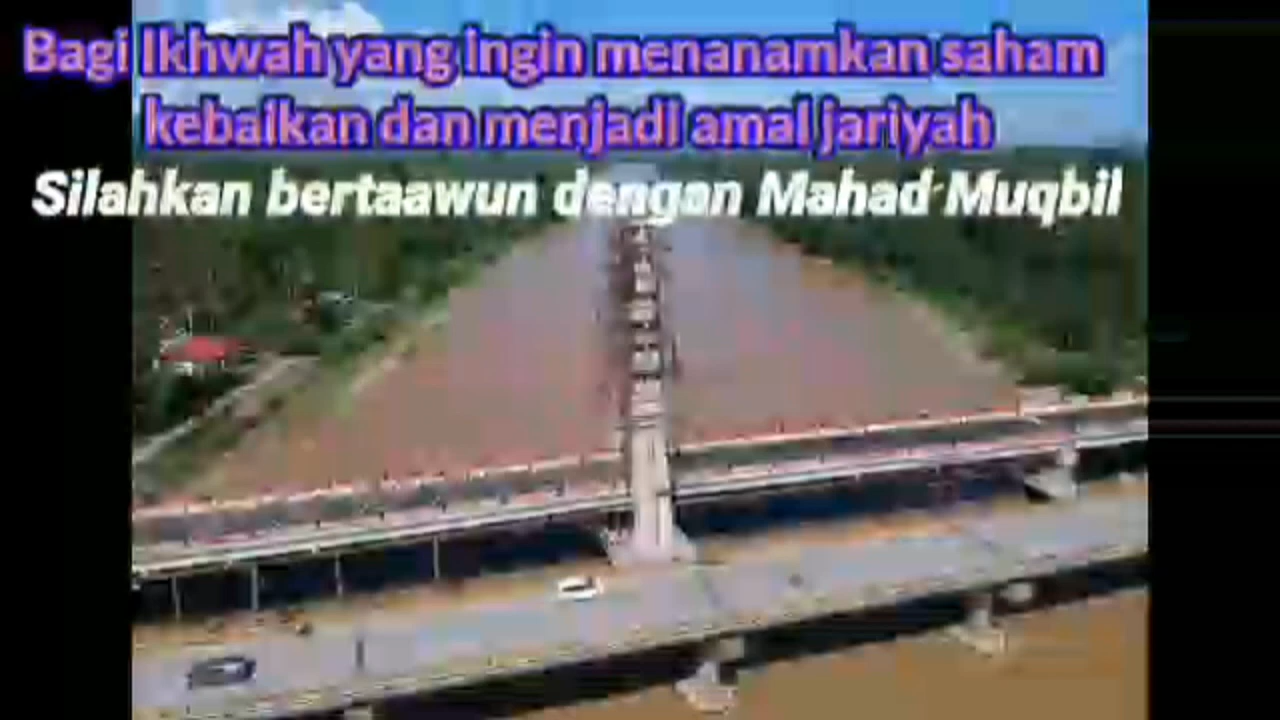 Bagi Ikhwah yang ingin menanamkan saham
kebaikan dan menjadi amal jariyah
Silahkan bertaawun dengan Mahad Muqbil